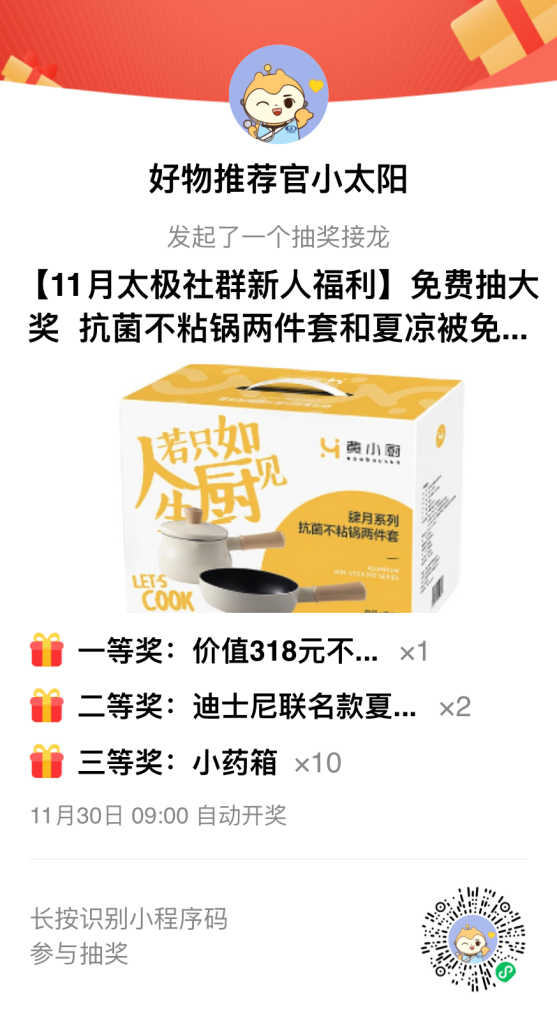 好物推荐官小太阳
发起了一个抽奖接龙
【11月太极社群新人福利】免费抽大
奖 抗菌不粘锅两件套和夏凉被免...
人生若只如厨见
黄小厨
肆月系列
抗菌不粘锅两件套
ALUMINUM
NON-STICK POT SERIES
LET'S
COOK
一等奖：价值318元不... ×1
二等奖：迪士尼联名款夏... ×2
三等奖：小药箱 ×10
11月30日 09:00 自动开奖
长按识别小程序码
参与抽奖